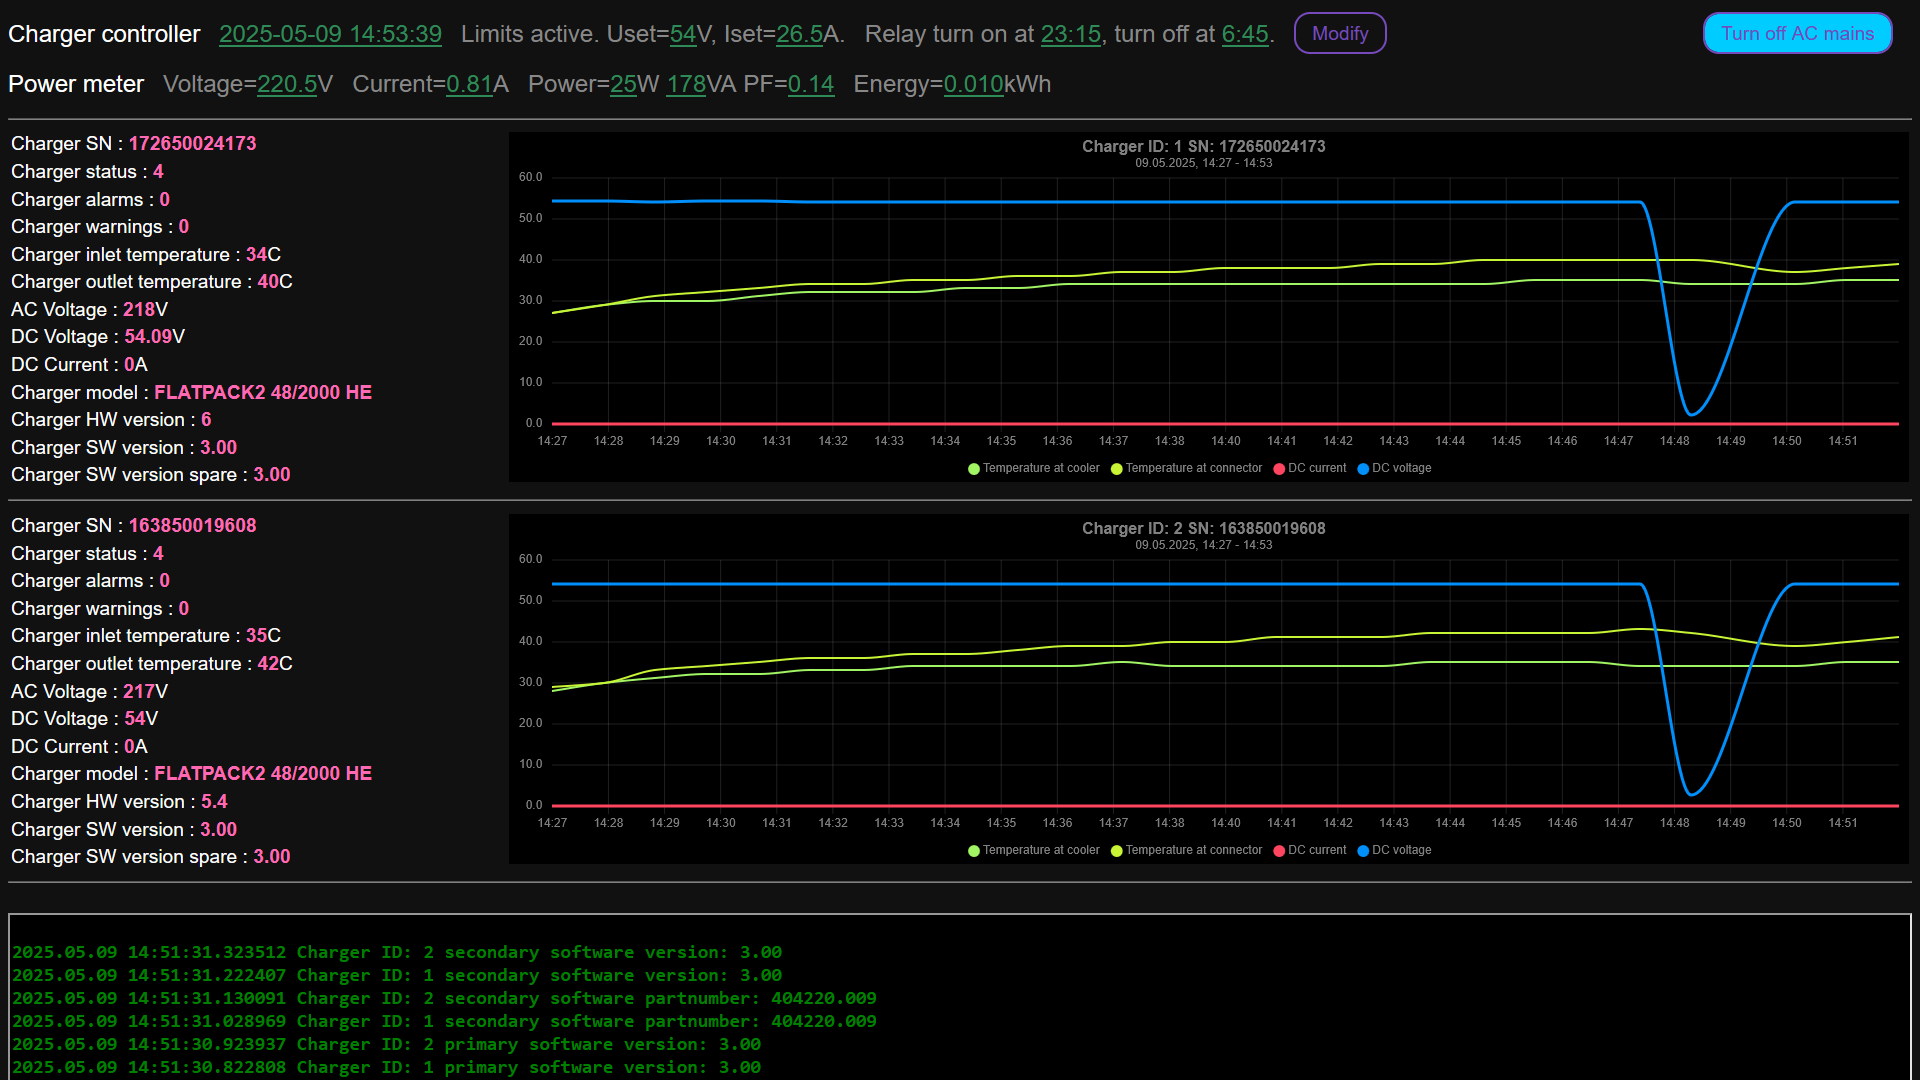 Charger controller 2025-05-09 14:53:39 Limits active. Uset=54V, Iset=26.5A. Relay turn on at 23:15, turn off at 6:45. Modify Turn off AC mains
Power meter Voltage=220.5V Current=0.81A Power=25W 178VA PF=0.14 Energy=0.010kWh
Charger SN : 172650024173
Charger status : 4
Charger alarms : 0
Charger warnings : 0
Charger inlet temperature : 34C
Charger outlet temperature : 40C
AC Voltage : 218V
DC Voltage : 54.09V
DC Current : 0A
Charger model : FLATPACK2 48/2000 HE
Charger HW version : 6
Charger SW version : 3.00
Charger SW version spare : 3.00
Charger ID: 1 SN: 172650024173
09.05.2025, 14:27 - 14:53
60.0
50.0
40.0
30.0
20.0
10.0
0.0
14:27 14:28 14:29 14:30 14:31 14:32 14:33 14:34 14:35 14:36 14:37 14:38 14:40 14:41 14:42 14:43 14:44 14:45 14:46 14:47 14:48 14:49 14:50 14:51
Temperature at cooler Temperature at connector DC current DC voltage
Charger SN : 163850019608
Charger status : 4
Charger alarms : 0
Charger warnings : 0
Charger inlet temperature : 35C
Charger outlet temperature : 42C
AC Voltage : 217V
DC Voltage : 54V
DC Current : 0A
Charger model : FLATPACK2 48/2000 HE
Charger HW version : 5.4
Charger SW version : 3.00
Charger SW version spare : 3.00
Charger ID: 2 SN: 163850019608
09.05.2025, 14:27 - 14:53
60.0
50.0
40.0
30.0
20.0
10.0
0.0
14:27 14:28 14:29 14:30 14:31 14:32 14:33 14:34 14:35 14:36 14:37 14:38 14:40 14:41 14:42 14:43 14:44 14:45 14:46 14:47 14:48 14:49 14:50 14:51
Temperature at cooler Temperature at connector DC current DC voltage
2025.05.09 14:51:31.323512 Charger ID: 2 secondary software version: 3.00
2025.05.09 14:51:31.222407 Charger ID: 1 secondary software version: 3.00
2025.05.09 14:51:31.130091 Charger ID: 2 secondary software partnumber: 404220.009
2025.05.09 14:51:31.028969 Charger ID: 1 secondary software partnumber: 404220.009
2025.05.09 14:51:30.923937 Charger ID: 2 primary software version: 3.00
2025.05.09 14:51:30.822808 Charger ID: 1 primary software version: 3.00